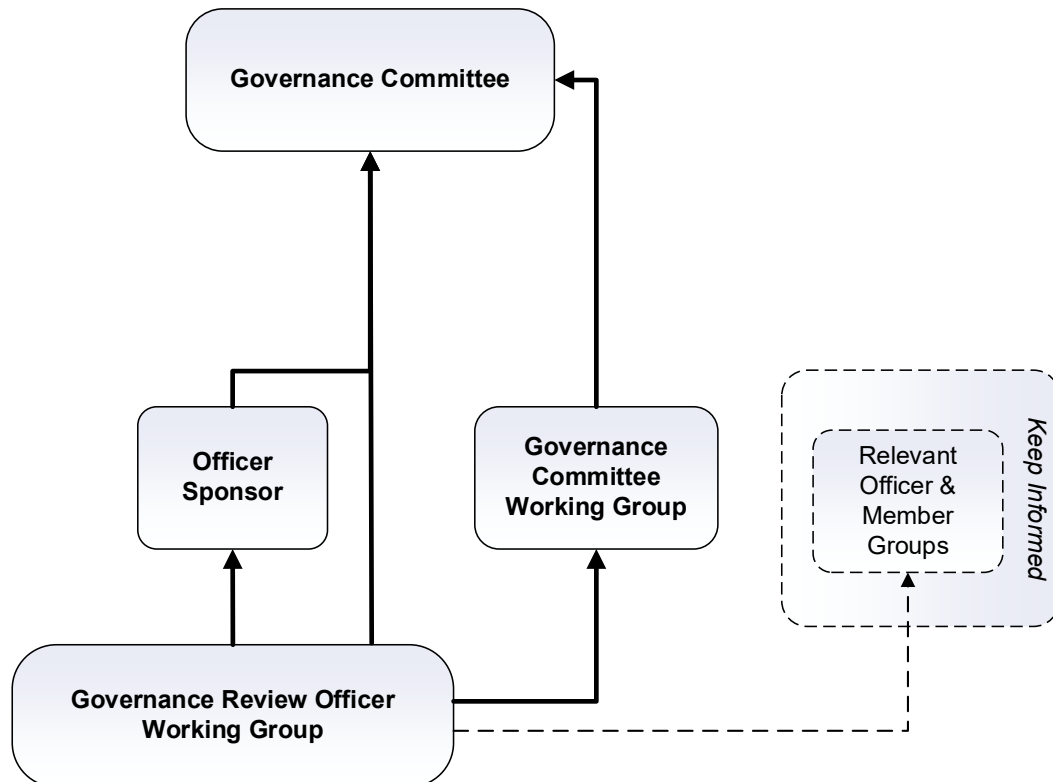 Governance Committee
Officer
Sponsor
Governance
Committee
Working Group
Relevant
Officer &
Member
Groups
Keep Informed
Governance Review Officer
Working Group